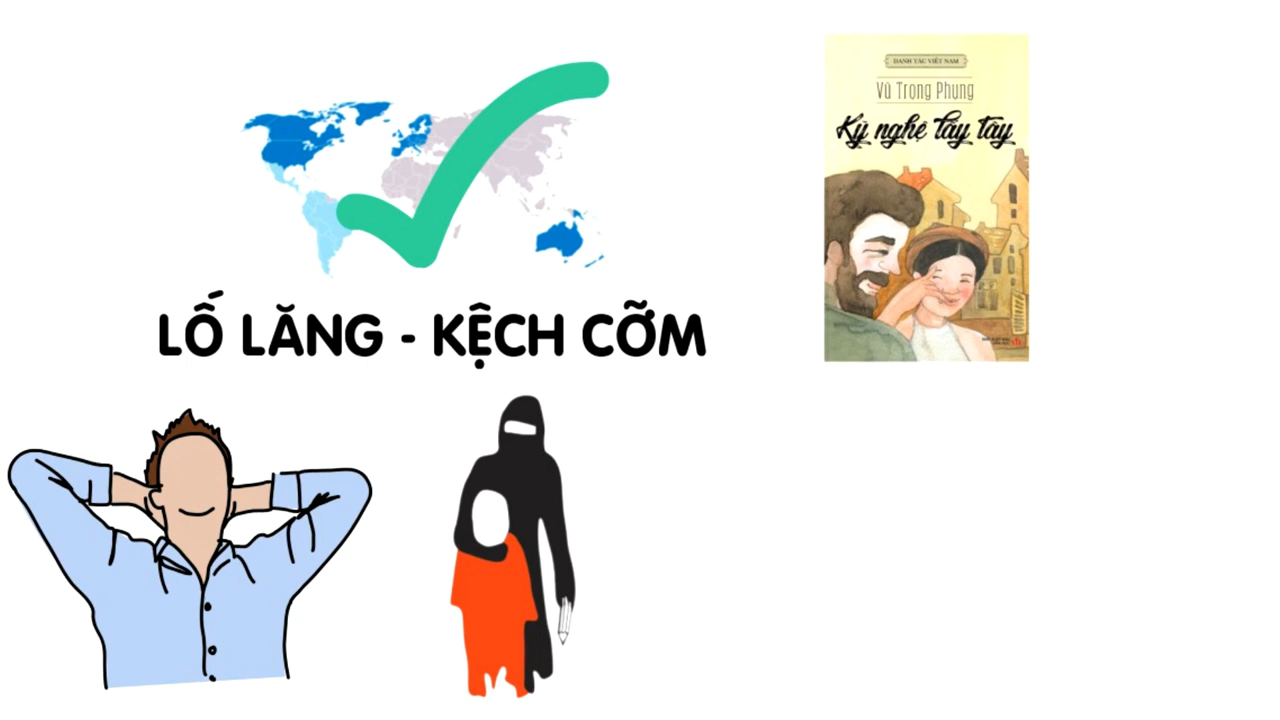 LỐ LĂNG - KỆCH CỠM
DANH TÁC VIỆT NAM
Vũ Trọng Phụng
Kỹ nghệ lấy tây